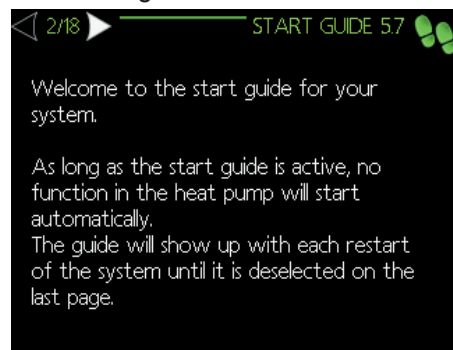 2/18 START GUIDE 5.7
Welcome to the start guide for your
system.
As long as the start guide is active, no
function in the heat pump will start
automatically.
The guide will show up with each restart
of the system until it is deselected on the
last page.